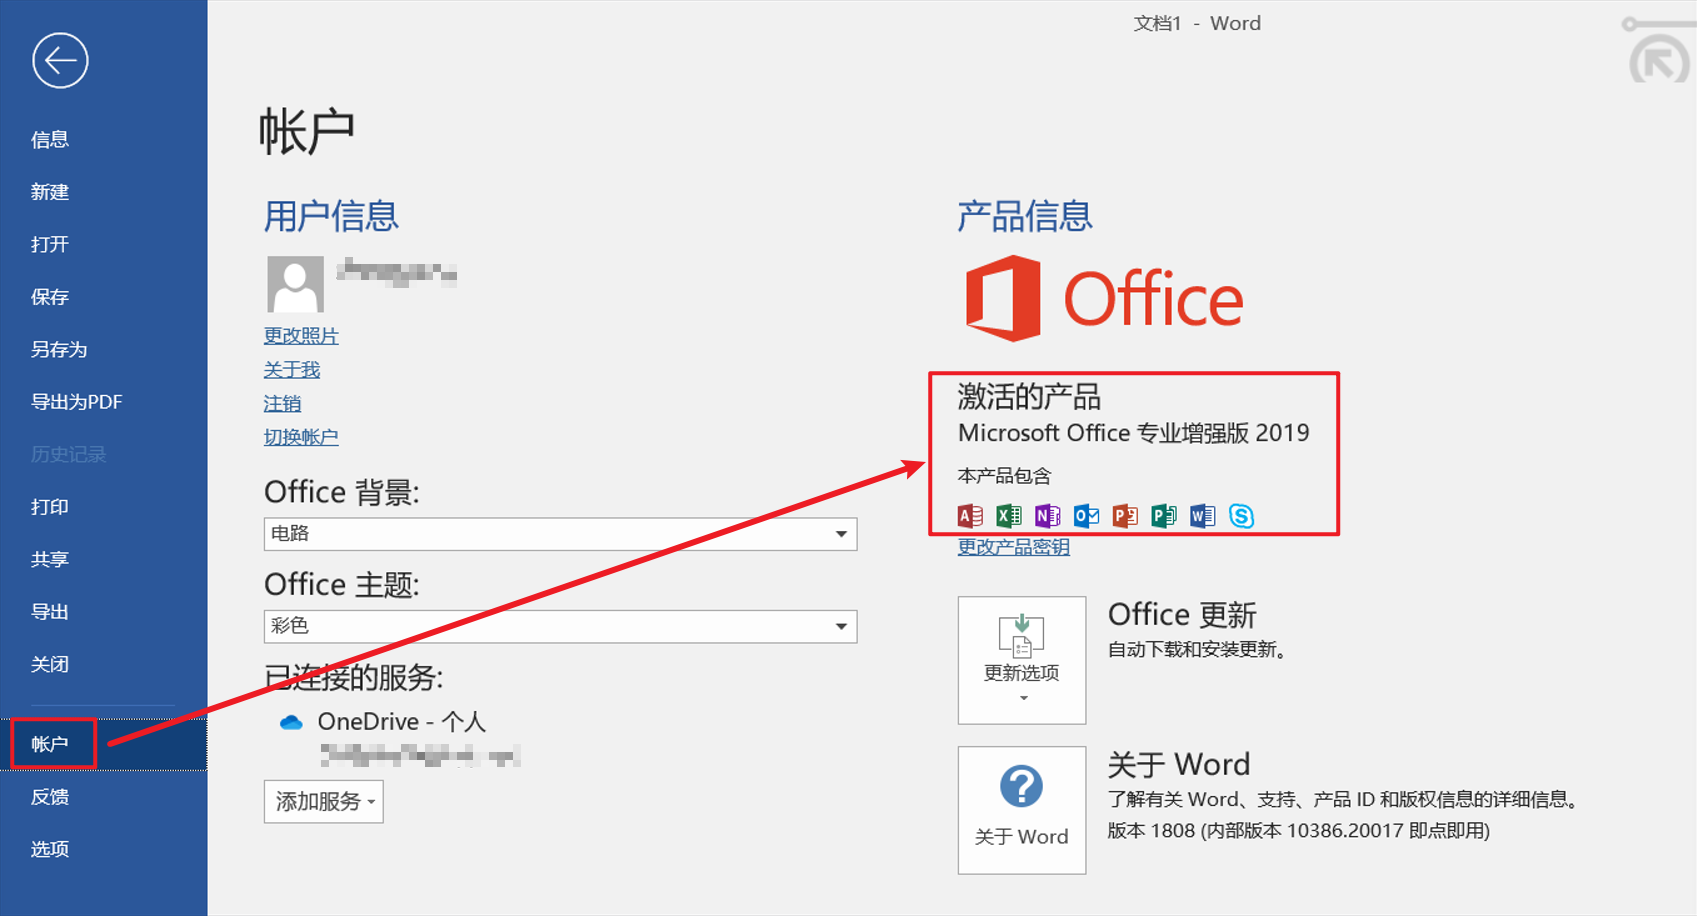 文档1 - Word
信息
新建
打开
保存
另存为
导出为PDF
历史记录
打印
共享
导出
关闭
帐户
反馈
选项
帐户
用户信息
更改照片
关于我
注销
切换帐户
Office 背景:
电路
Office 主题:
彩色
已连接的服务:
OneDrive - 个人
添加服务
产品信息
Office
激活的产品
Microsoft Office 专业增强版 2019
本产品包含
A X N O P P W S
更改产品密钥
更新选项
Office 更新
自动下载和安装更新。
关于 Word
关于 Word
了解有关 Word、支持、产品 ID 和版权信息的详细信息。
版本 1808 (内部版本 10386.20017 即点即用)